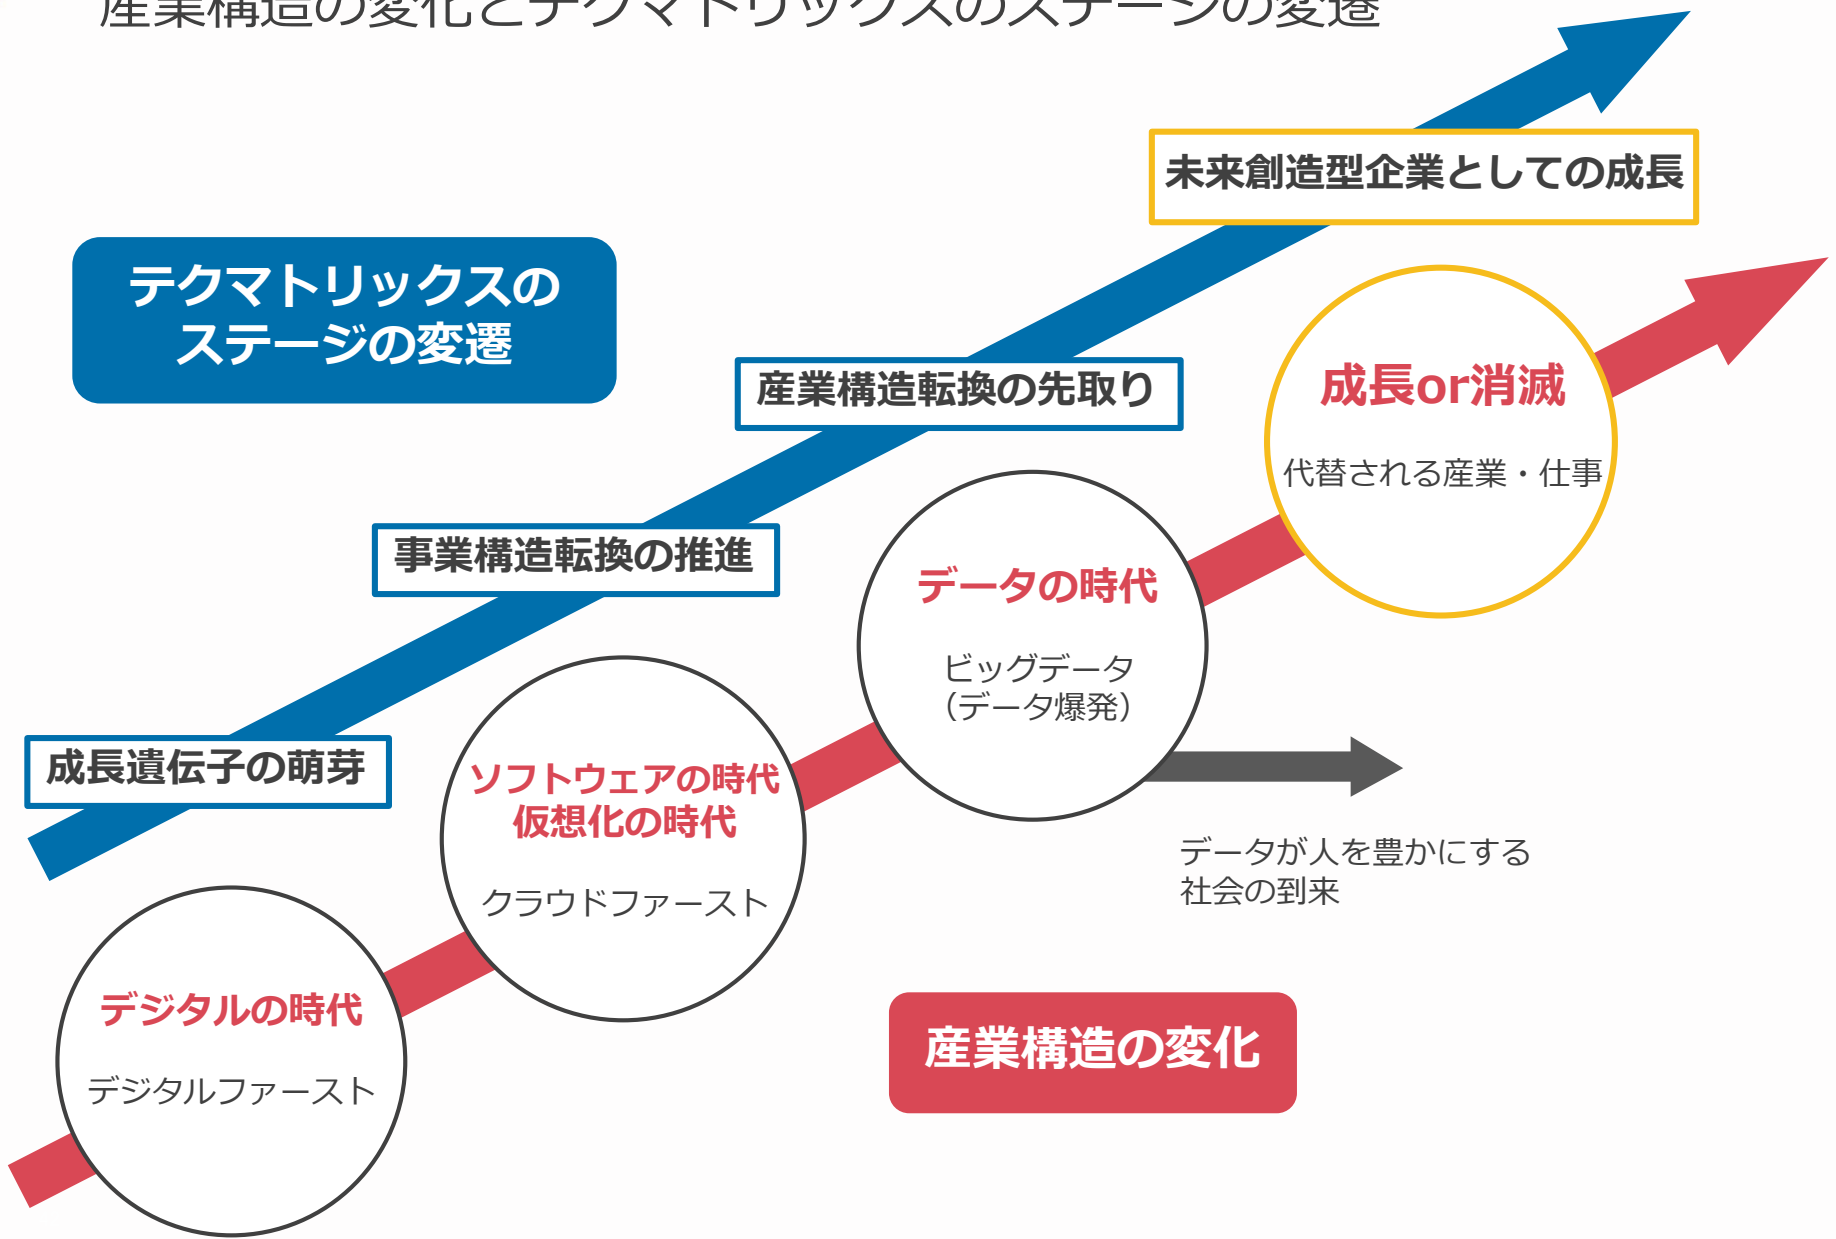 産業構造の変化とテクマトリックスのステージの変遷
未来創造型企業としての成長
テクマトリックスの
ステージの変遷
産業構造転換の先取り
成長or消滅
代替される産業・仕事
事業構造転換の推進
データの時代
ビッグデータ
（データ爆発）
成長遺伝子の萌芽
ソフトウェアの時代
仮想化の時代
クラウドファースト
データが人を豊かにする
社会の到来
デジタルの時代
デジタルファースト
産業構造の変化